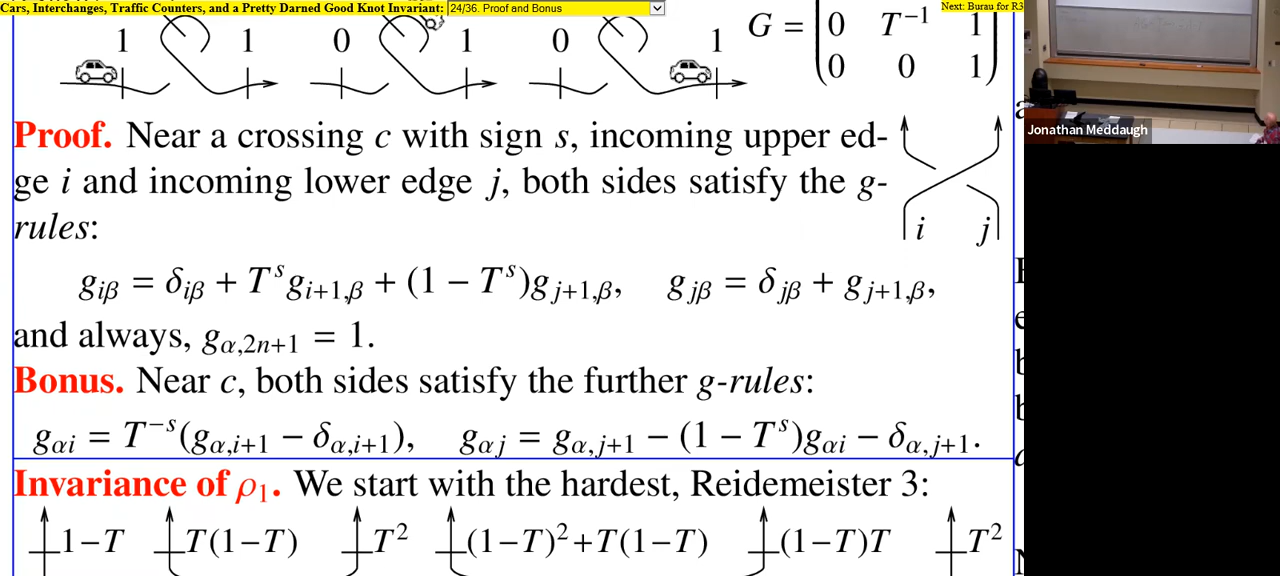 Cars, Interchanges, Traffic Counters, and a Pretty Darned Good Knot Invariant: 24/36. Proof and Bonus
Next: Burau for R3
1 1 0 1 0 1
G = 0 T⁻¹ 1
0 0 1
Jonathan Meddaugh
Proof. Near a crossing c with sign s, incoming upper ed-
ge i and incoming lower edge j, both sides satisfy the g-
rules:
i j
g_{iβ} = δ_{iβ} + T^s g_{i+1,β} + (1 − T^s)g_{j+1,β}, g_{jβ} = δ_{jβ} + g_{j+1,β},
and always, g_{α,2n+1} = 1.
Bonus. Near c, both sides satisfy the further g-rules:
g_{αi} = T^{−s}(g_{α,i+1} − δ_{α,i+1}), g_{αj} = g_{α,j+1} − (1 − T^s)g_{αi} − δ_{α,j+1}.
Invariance of ρ₁. We start with the hardest, Reidemeister 3:
1−T T(1−T) T² (1−T)²+T(1−T) (1−T)T T²